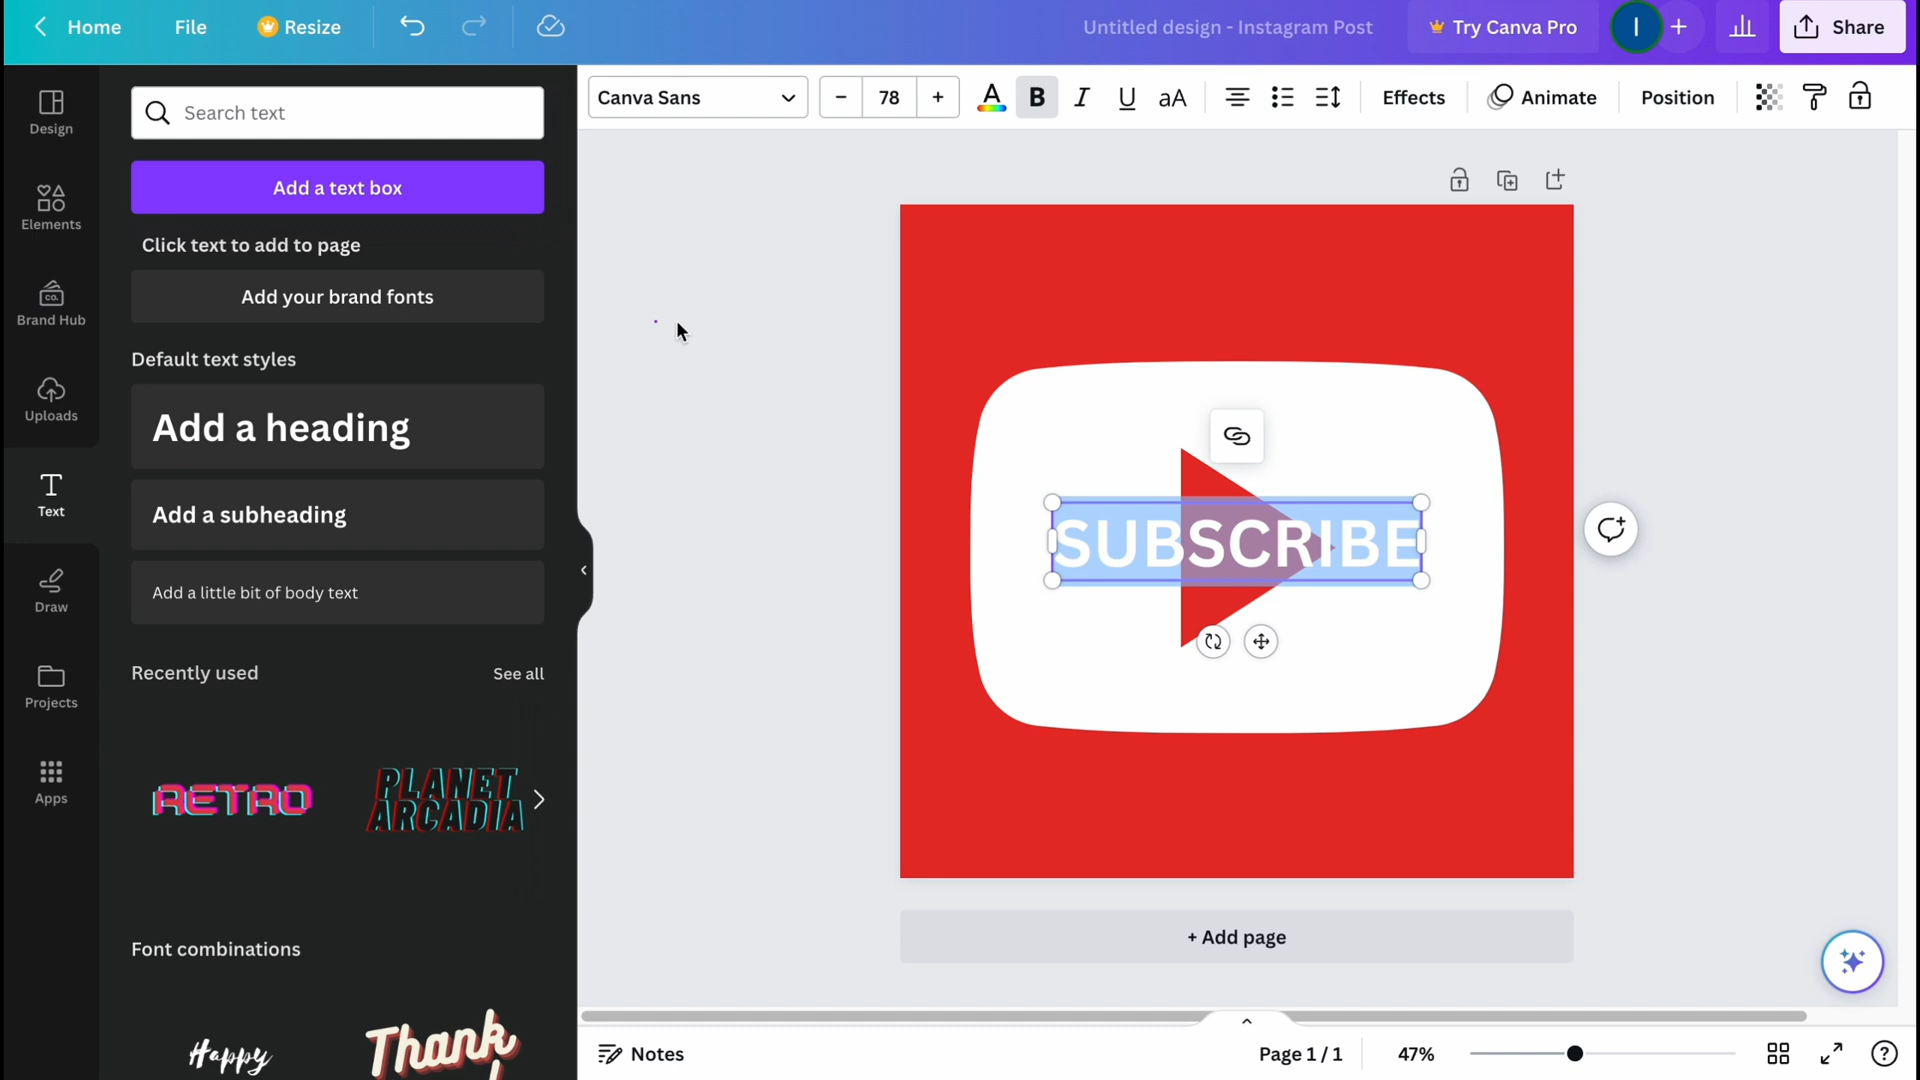 Home File Resize Untitled design - Instagram Post Try Canva Pro I Share
Canva Sans 78 A B I U aA Effects Animate Position
Design
Elements
Brand Hub
CO.
Uploads
Text
Draw
Projects
Apps
Search text
Add a text box
Click text to add to page
Add your brand fonts
Default text styles
Add a heading
Add a subheading
Add a little bit of body text
Recently used See all
RETRO
PLANET
ARCADIA
Font combinations
Happy
Thank
SUBSCRIBE
+ Add page
Notes Page 1 / 1 47%